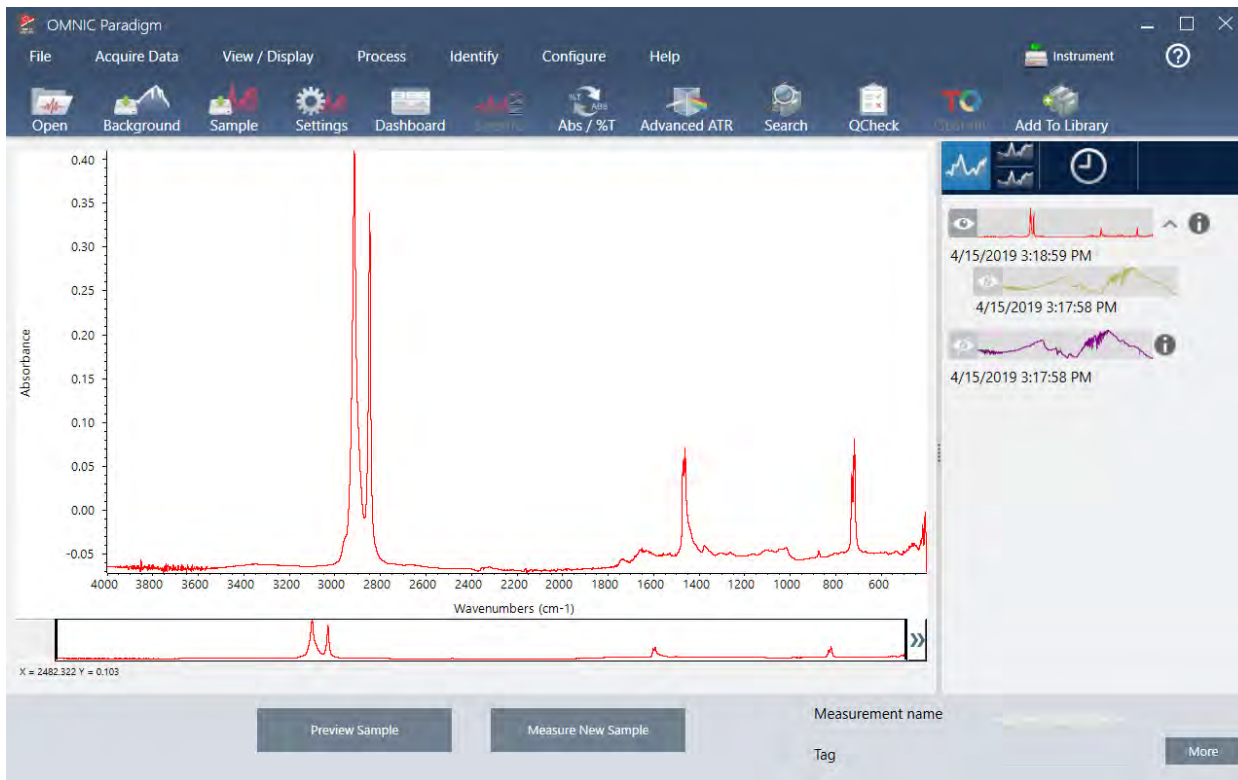 OMNIC Paradigm
File Acquire Data View / Display Process Identify Configure Help Instrument
%T ABS TQ
Open Background Sample Settings Dashboard Abs / %T Advanced ATR Search QCheck Add To Library
0.40
0.35
4/15/2019 3:18:59 PM
0.30
4/15/2019 3:17:58 PM
0.25
0.20
Absorbance
0.15
4/15/2019 3:17:58 PM
0.10
0.05
0.00
-0.05
4000 3800 3600 3400 3200 3000 2800 2600 2400 2200 2000 1800 1600 1400 1200 1000 800 600
Wavenumbers (cm-1)
X = 2482.322 Y = 0.103
Preview Sample Measure New Sample
Measurement name
Tag
More